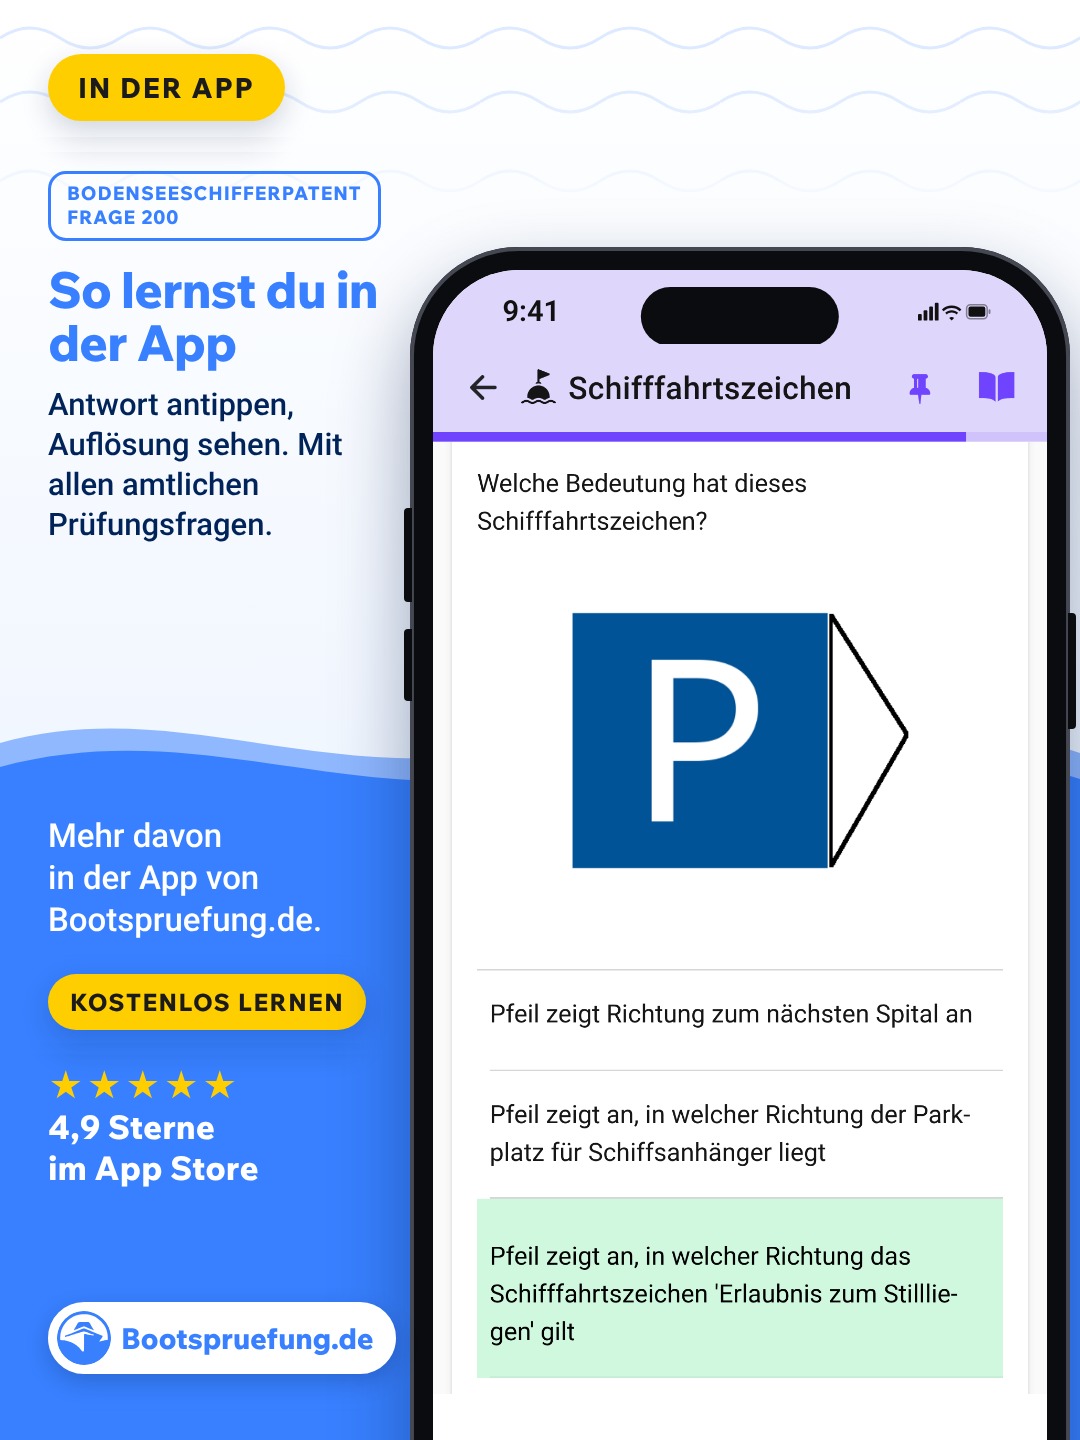 IN DER APP
BODENSEESCHIFFERPATENT
FRAGE 200
So lernst du in
der App
Antwort antippen,
Auflösung sehen. Mit
allen amtlichen
Prüfungsfragen.
Mehr davon
in der App von
Bootspruefung.de.
KOSTENLOS LERNEN
★★★★★
4,9 Sterne
im App Store
Bootspruefung.de
9:41
Schifffahrtszeichen
Welche Bedeutung hat dieses
Schifffahrtszeichen?
P
Pfeil zeigt Richtung zum nächsten Spital an
Pfeil zeigt an, in welcher Richtung der Park-
platz für Schiffsanhänger liegt
Pfeil zeigt an, in welcher Richtung das
Schifffahrtszeichen 'Erlaubnis zum Stilllie-
gen' gilt